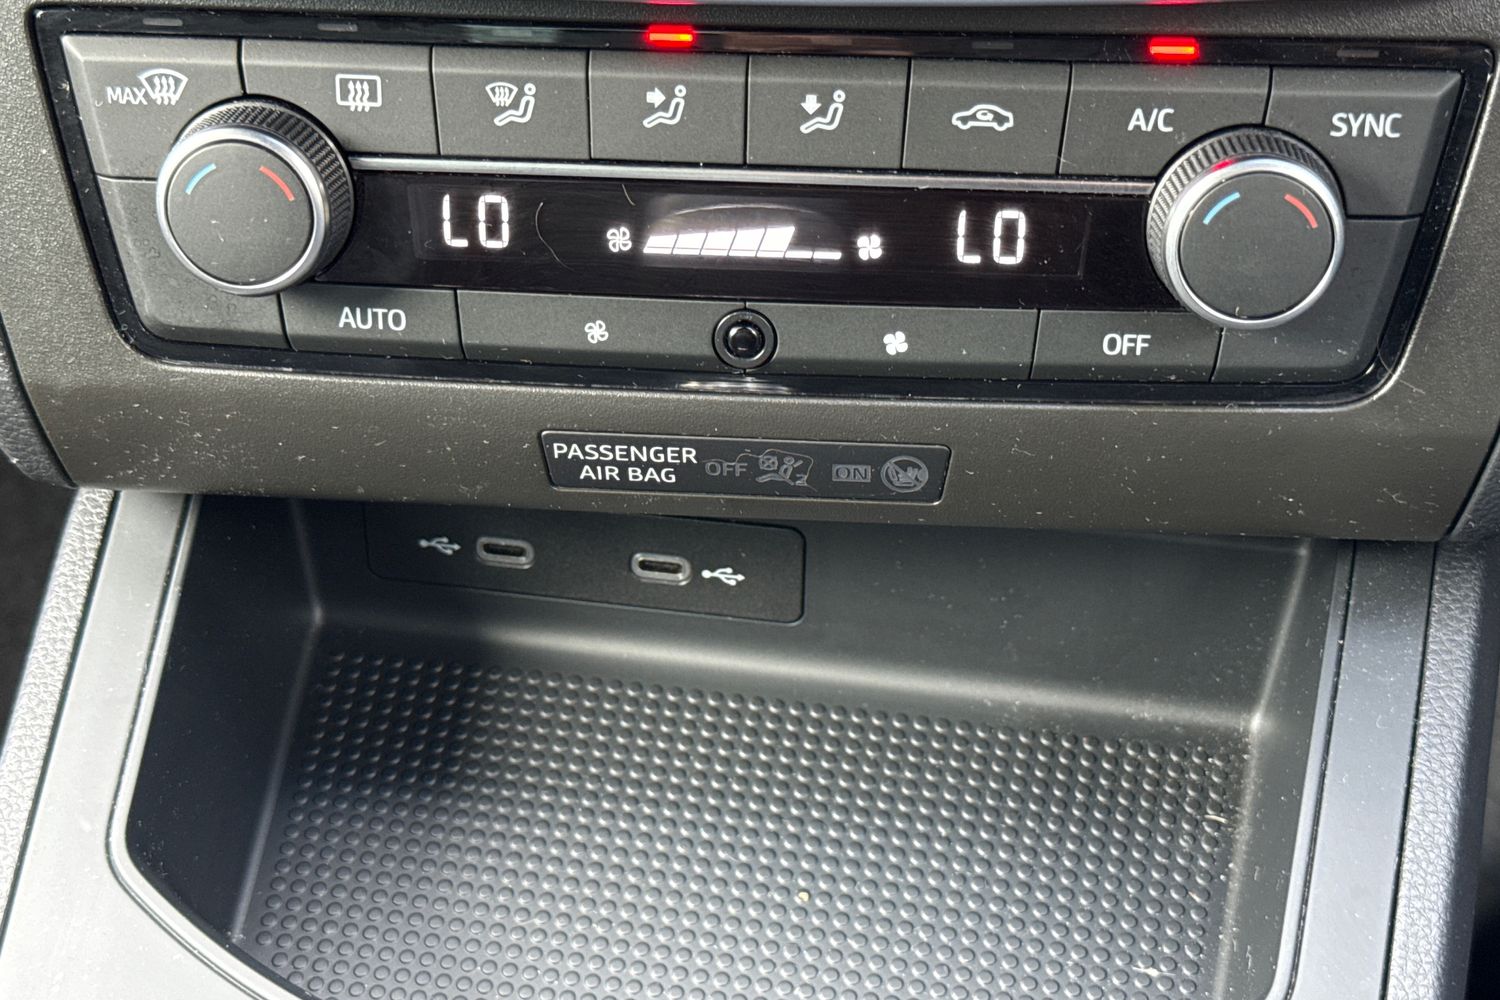 MAX
A/C
SYNC
LO
LO
AUTO
OFF
PASSENGER
AIR BAG
OFF
ON